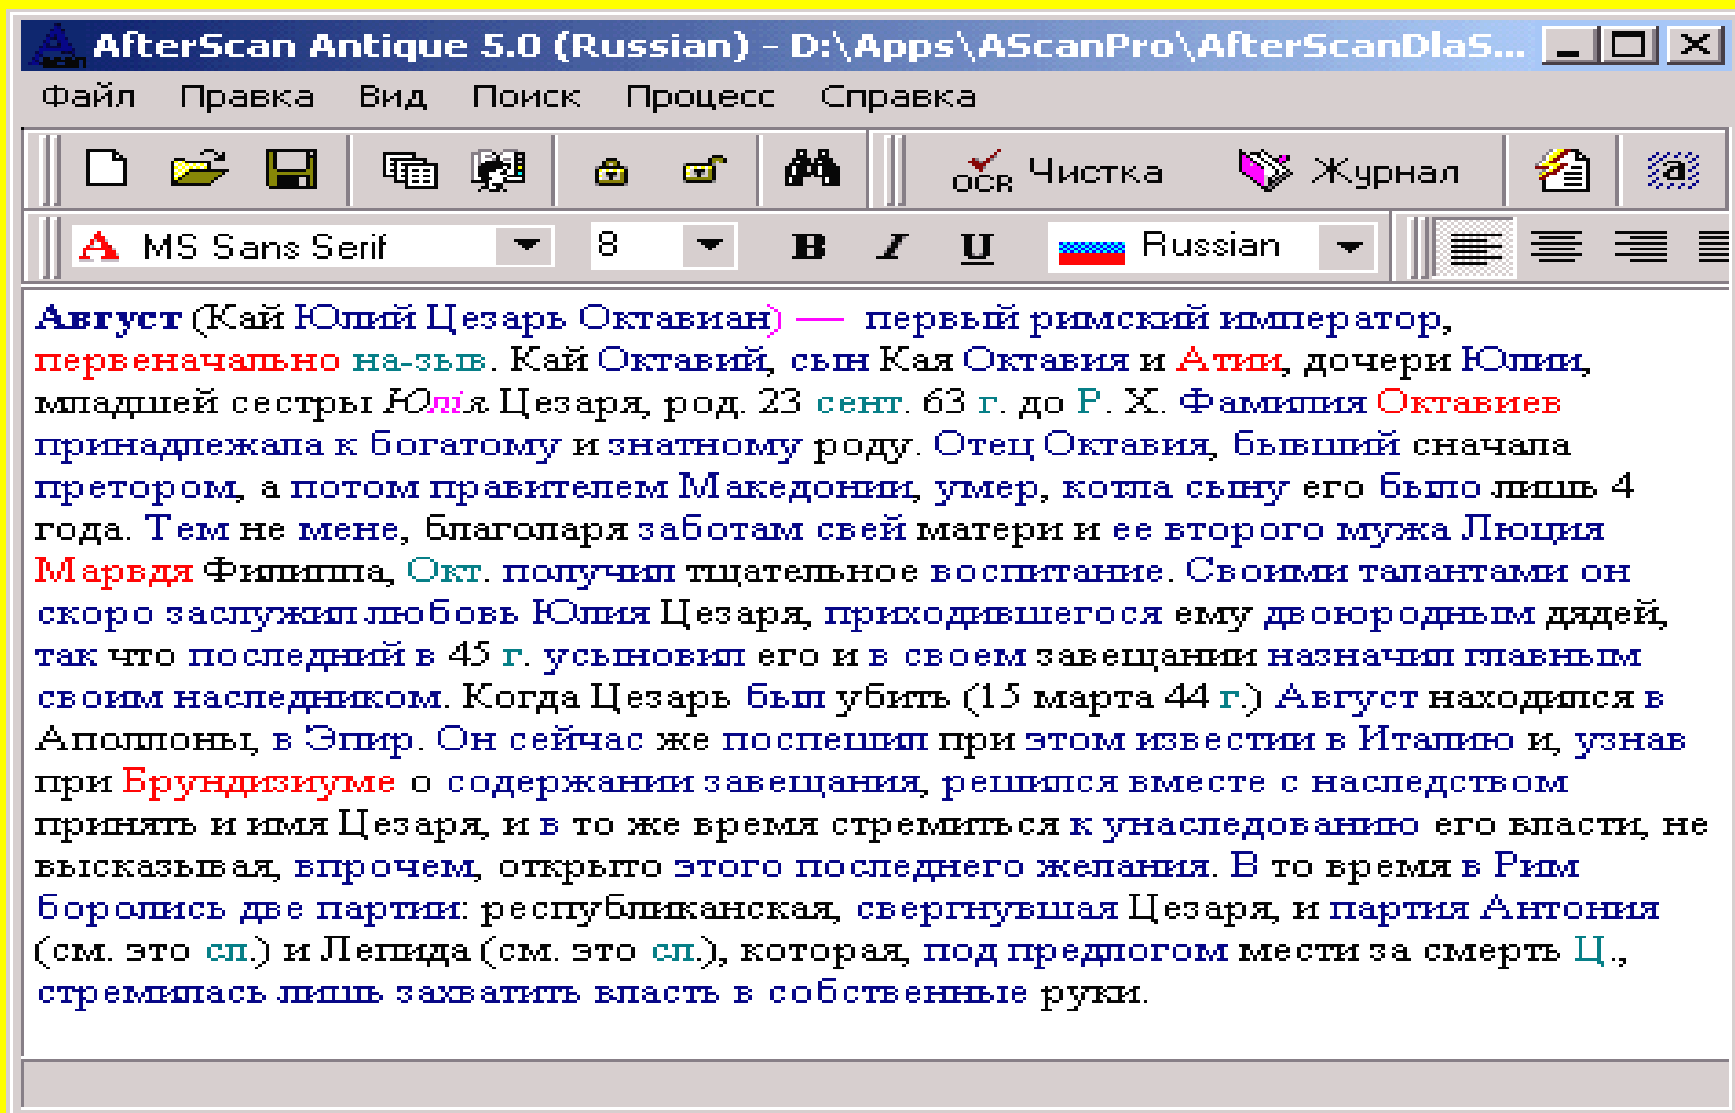 AfterScan Antique 5.0 (Russian) - D:\Apps\AScanPro\AfterScanDlaS...
Файл Правка Вид Поиск Процесс Справка
OCR Чистка Журнал a
A MS Sans Serif 8 B I U Russian
Август (Кай Юлий Цезарь Октавиан) — первый римский император,
первеначально на-зыв. Кай Октавий, сын Кая Октавия и Атии, дочери Юлии,
младшей сестры Юлія Цезаря, род. 23 сент. 63 г. до Р. Х. Фамилия Октавиев
принадлежала к богатому и знатному роду. Отец Октавия, бывший сначала
претором, а потом правителем Македонии, умер, котла сыну его было лишь 4
года. Тем не мене, благоларя заботам свей матери и ее второго мужа Люция
Марвдя Филиппа, Окт. получил тщательное воспитание. Своими талантами он
скоро заслужил любовь Юлия Цезаря, приходившегося ему двоюродным дядей,
так что последний в 45 г. усыновил его и в своем завещании назначил главным
своим наследником. Когда Цезарь был убить (15 марта 44 г.) Август находился в
Аполлоны, в Эпир. Он сейчас же поспешил при этом известии в Италию и, узнав
при Брундизиуме о содержании завещания, решился вместе с наследством
принять и имя Цезаря, и в то же время стремиться к унаследованию его власти, не
высказывая, впрочем, открыто этого последнего желания. В то время в Рим
боролись две партии: республиканская, свергнувшая Цезаря, и партия Антония
(см. это сл.) и Лепида (см. это сл.), которая, под предлогом мести за смерть Ц.,
стремилась лишь захватить власть в собственные руки.